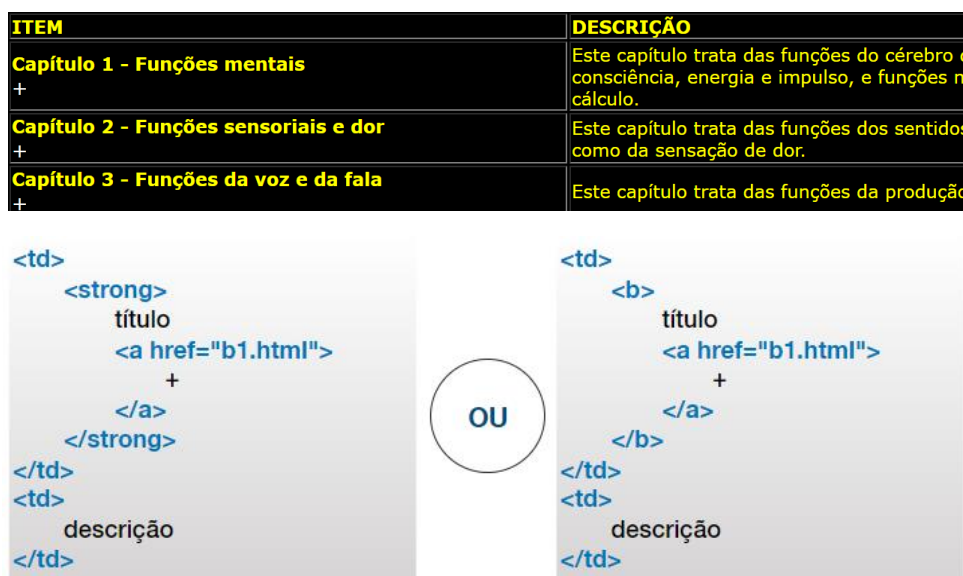 ITEM
DESCRIÇÃO
Capítulo 1 - Funções mentais
+
Este capítulo trata das funções do cérebro
consciência, energia e impulso, e funções
cálculo.
Capítulo 2 - Funções sensoriais e dor
+
Este capítulo trata das funções dos sentidos
como da sensação de dor.
Capítulo 3 - Funções da voz e da fala
+
Este capítulo trata das funções da produção
<td>
<strong>
título
<a href="b1.html">
+
</a>
</strong>
</td>
<td>
descrição
</td>
OU
<td>
<b>
título
<a href="b1.html">
+
</a>
</b>
</td>
<td>
descrição
</td>